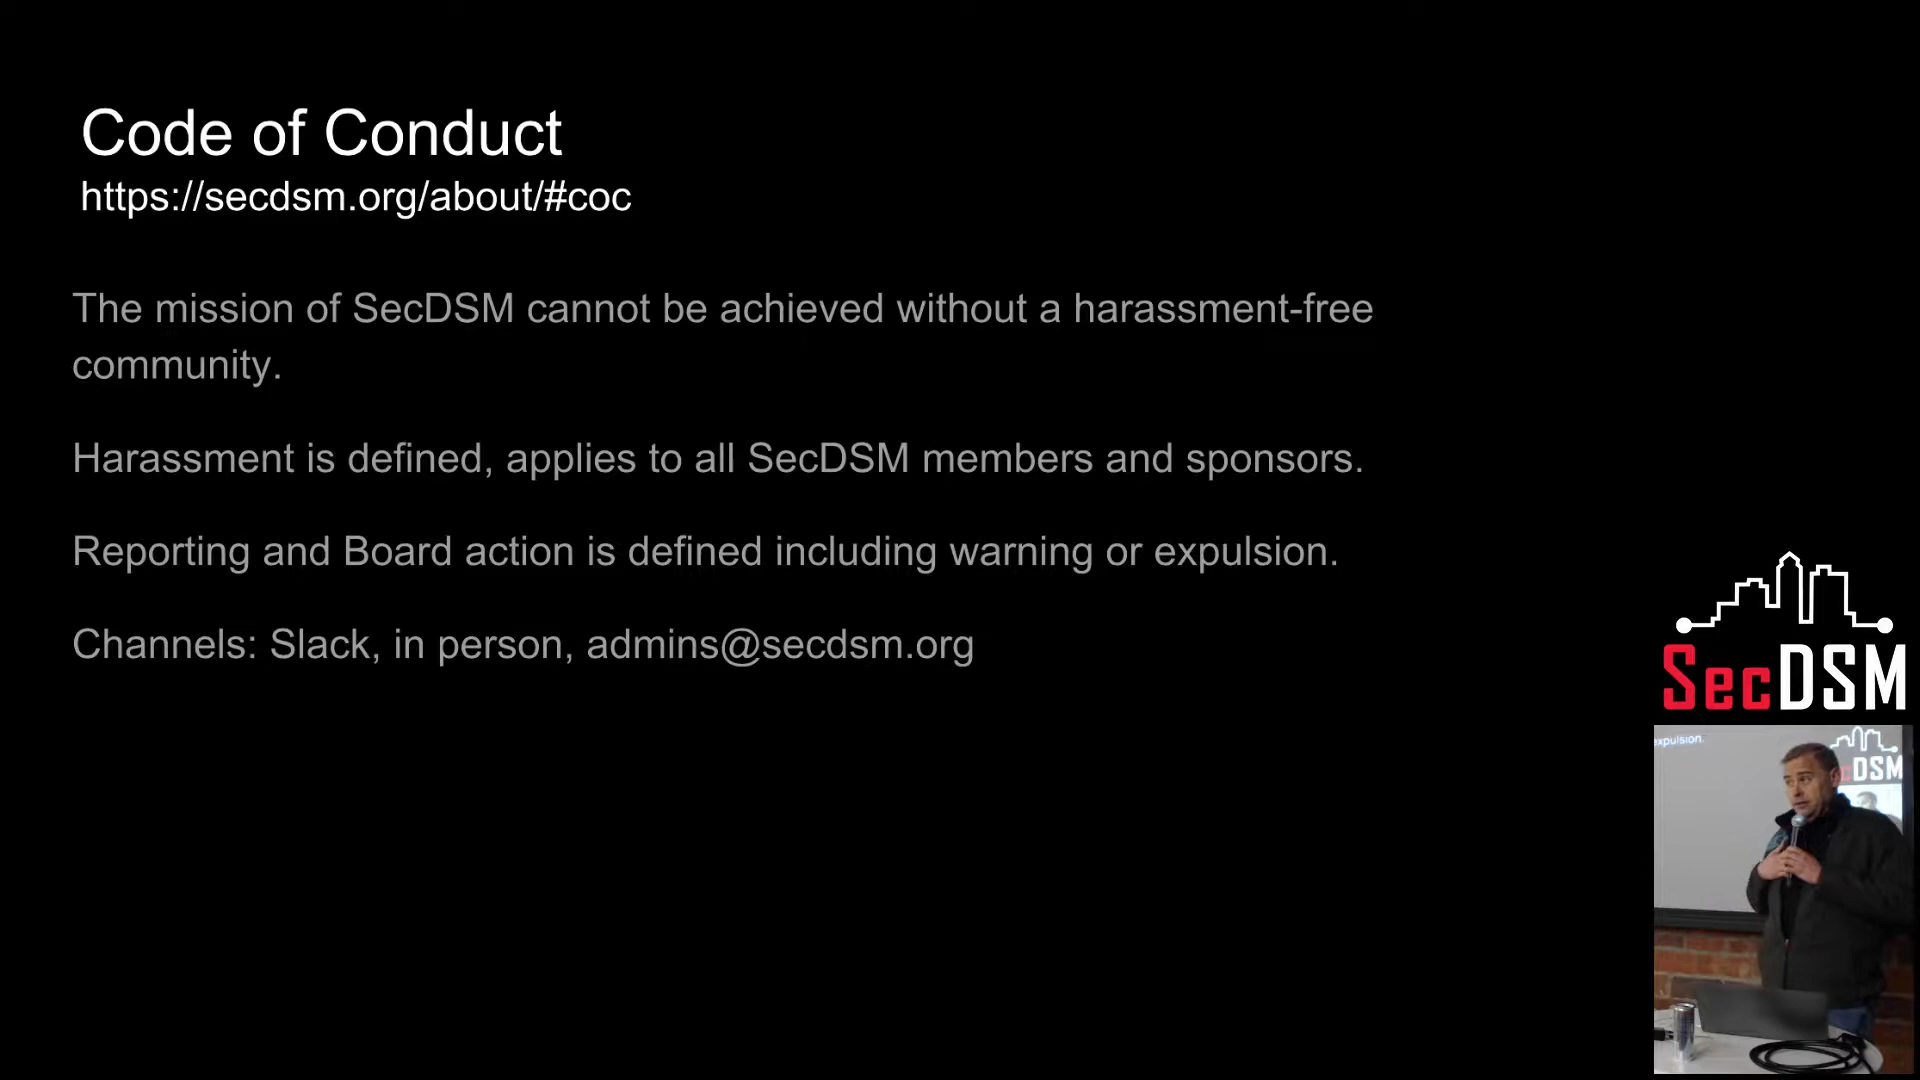 Code of Conduct
https://secdsm.org/about/#coc
The mission of SecDSM cannot be achieved without a harassment-free
community.
Harassment is defined, applies to all SecDSM members and sponsors.
Reporting and Board action is defined including warning or expulsion.
Channels: Slack, in person, admins@secdsm.org
SecDSM
expulsion.
cDSM